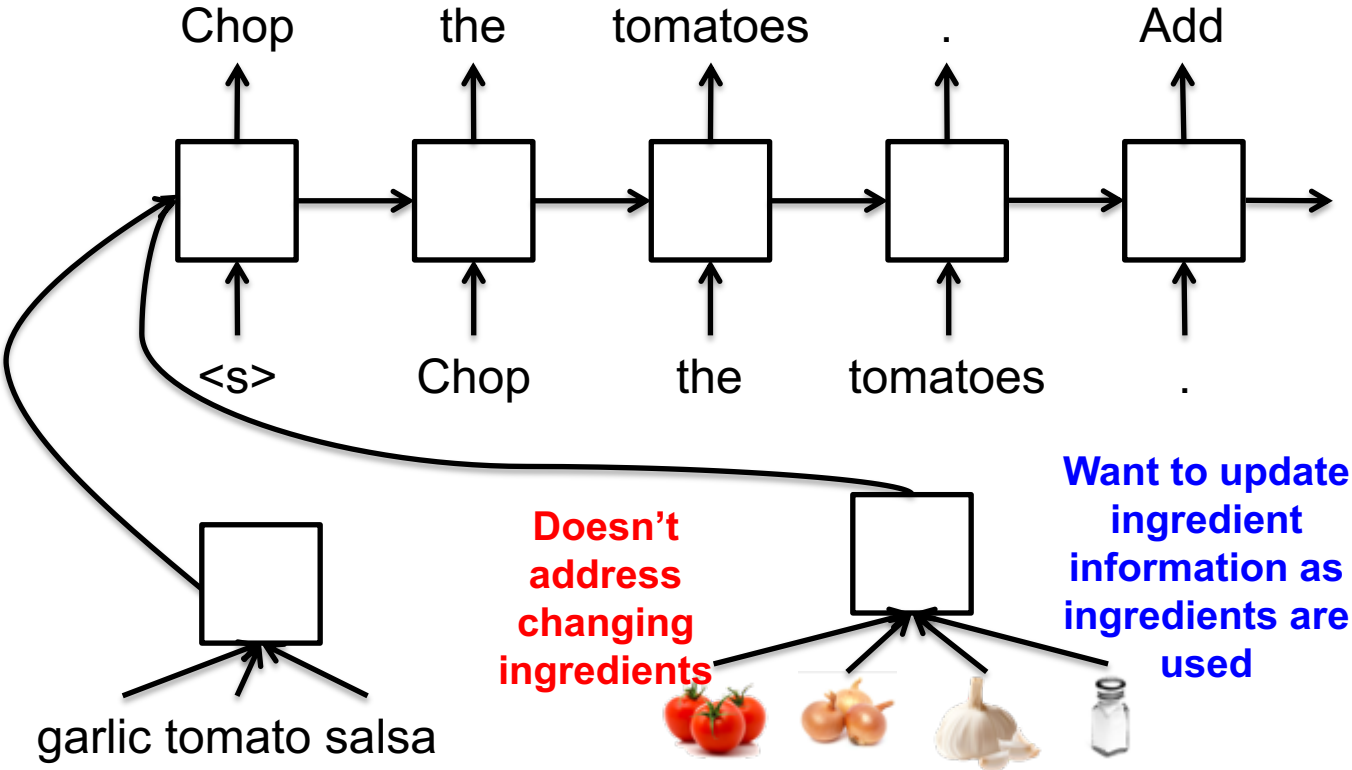 Chop the tomatoes . Add
<s> Chop the tomatoes .
Doesn’t
address
changing
ingredients
Want to update
ingredient
information as
ingredients are
used
garlic tomato salsa